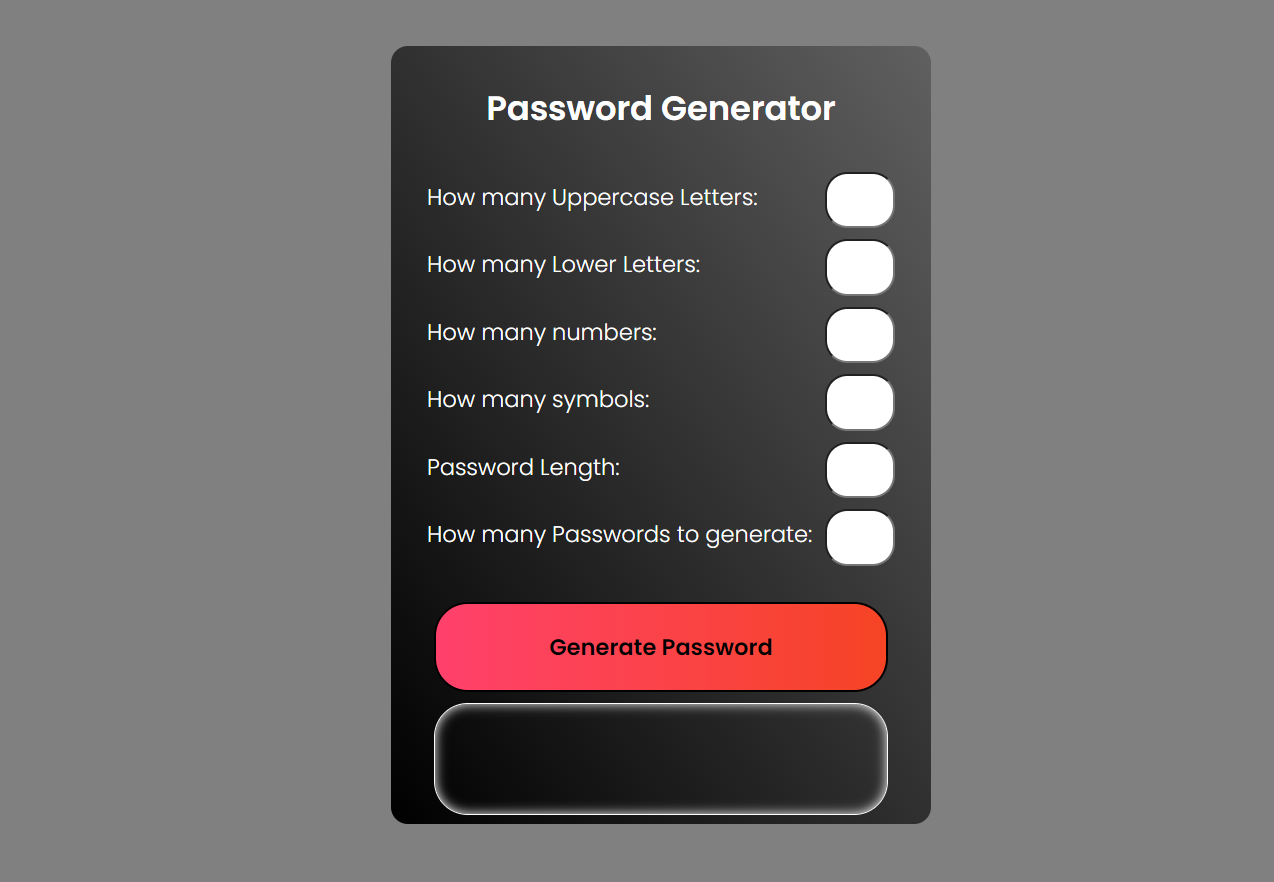 Password Generator
How many Uppercase Letters:
How many Lower Letters:
How many numbers:
How many symbols:
Password Length:
How many Passwords to generate:
Generate Password